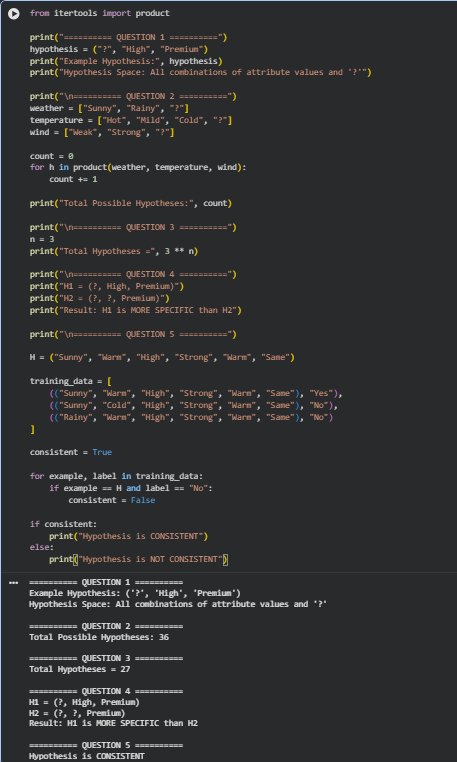 from itertools import product
print("========== QUESTION 1 ==========")
hypothesis = ("?", "High", "Premium")
print("Example Hypothesis:", hypothesis)
print("Hypothesis Space: All combinations of attribute values and '?'")
print("\n========== QUESTION 2 ==========")
weather = ["Sunny", "Rainy", "?"]
temperature = ["Hot", "Mild", "Cold", "?"]
wind = ["Weak", "Strong", "?"]
count = 0
for h in product(weather, temperature, wind):
    count += 1
print("Total Possible Hypotheses:", count)
print("\n========== QUESTION 3 ==========")
n = 3
print("Total Hypotheses =", 3 ** n)
print("\n========== QUESTION 4 ==========")
print("H1 = (?, High, Premium)")
print("H2 = (?, ?, Premium)")
print("Result: H1 is MORE SPECIFIC than H2")
print("\n========== QUESTION 5 ==========")
H = ("Sunny", "Warm", "High", "Strong", "Warm", "Same")
training_data = [
    (("Sunny", "Warm", "High", "Strong", "Warm", "Same"), "Yes"),
    (("Sunny", "Cold", "High", "Strong", "Warm", "Same"), "No"),
    (("Rainy", "Warm", "High", "Strong", "Warm", "Same"), "No")
]
consistent = True
for example, label in training_data:
    if example == H and label == "No":
        consistent = False
if consistent:
    print("Hypothesis is CONSISTENT")
else:
    print("Hypothesis is NOT CONSISTENT")
... ========== QUESTION 1 ==========
Example Hypothesis: ('?', 'High', 'Premium')
Hypothesis Space: All combinations of attribute values and '?'
========== QUESTION 2 ==========
Total Possible Hypotheses: 36
========== QUESTION 3 ==========
Total Hypotheses = 27
========== QUESTION 4 ==========
H1 = (?, High, Premium)
H2 = (?, ?, Premium)
Result: H1 is MORE SPECIFIC than H2
========== QUESTION 5 ==========
Hypothesis is CONSISTENT